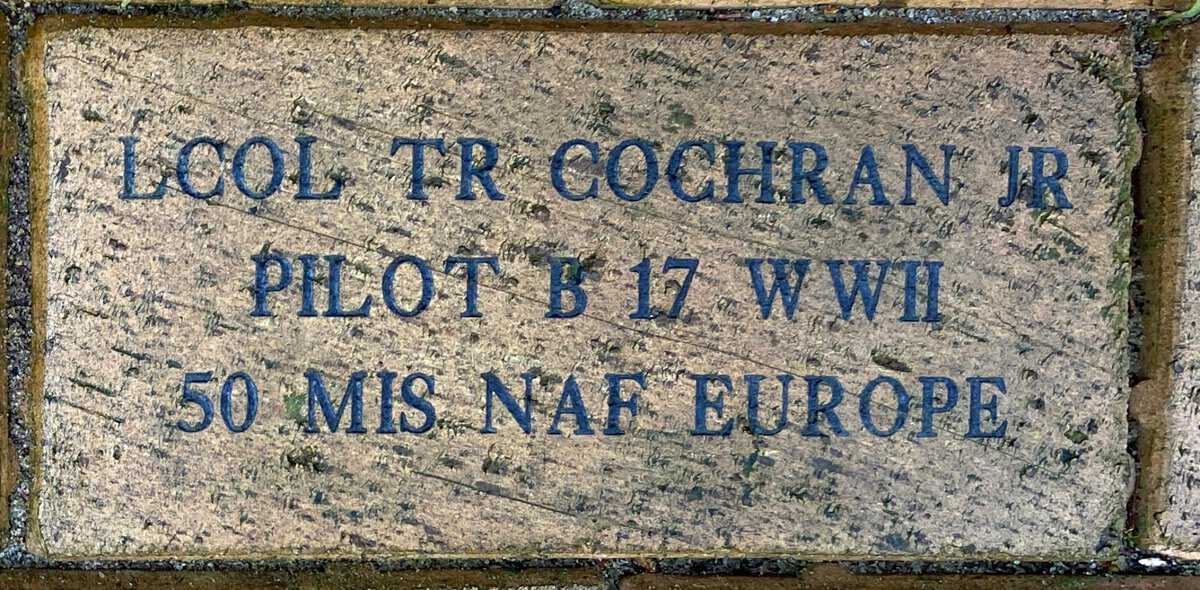 LCOL TR COCHRAN JR
PILOT B 17 WWII
50 MIS NAF EUROPE